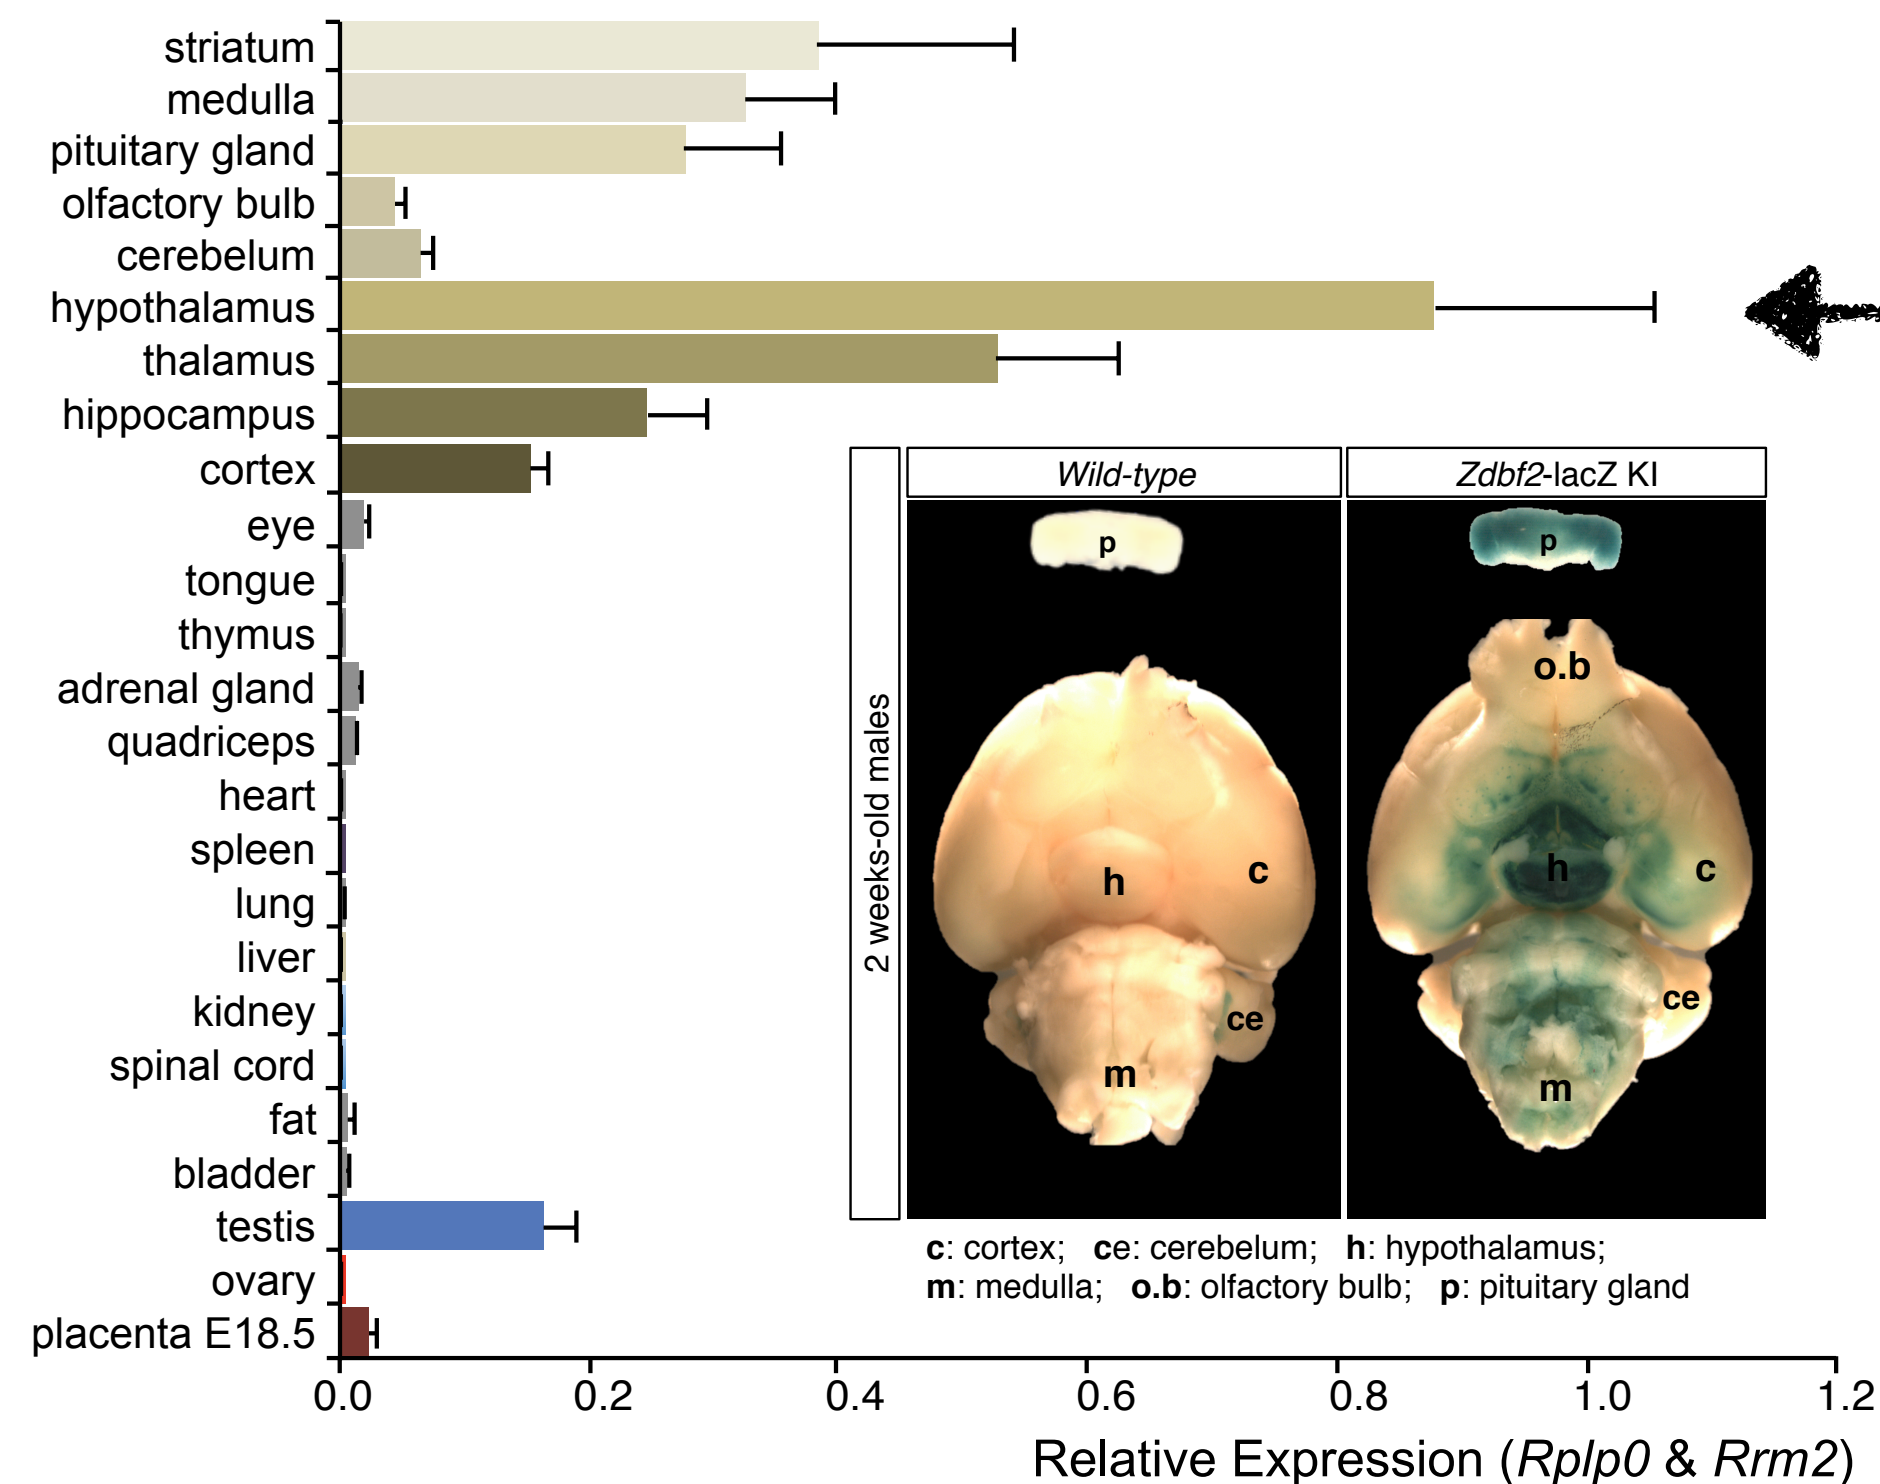 striatum
medulla
pituitary gland
olfactory bulb
cerebelum
hypothalamus
thalamus
hippocampus
cortex
eye
tongue
thymus
adrenal gland
quadriceps
heart
spleen
lung
liver
kidney
spinal cord
fat
bladder
testis
ovary
placenta E18.5
0.0 0.2 0.4 0.6 0.8 1.0 1.2
Relative Expression (Rplp0 & Rrm2)
2 weeks-old males
Wild-type
p
h
c
ce
m
Zdbf2-lacZ KI
p
o.b
h
c
ce
m
c: cortex; ce: cerebelum; h: hypothalamus;
m: medulla; o.b: olfactory bulb; p: pituitary gland